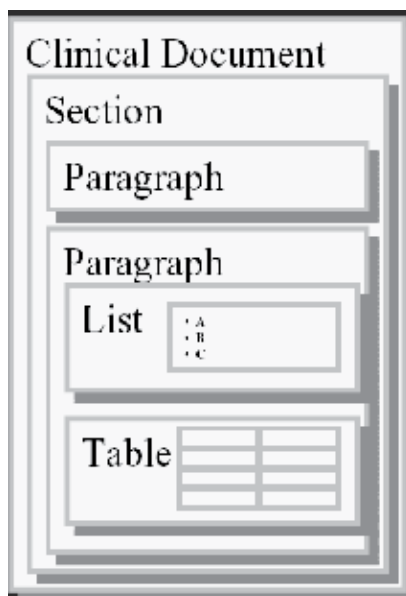 Clinical Document
Section
Paragraph
Paragraph
List
· A
· B
· C
Table